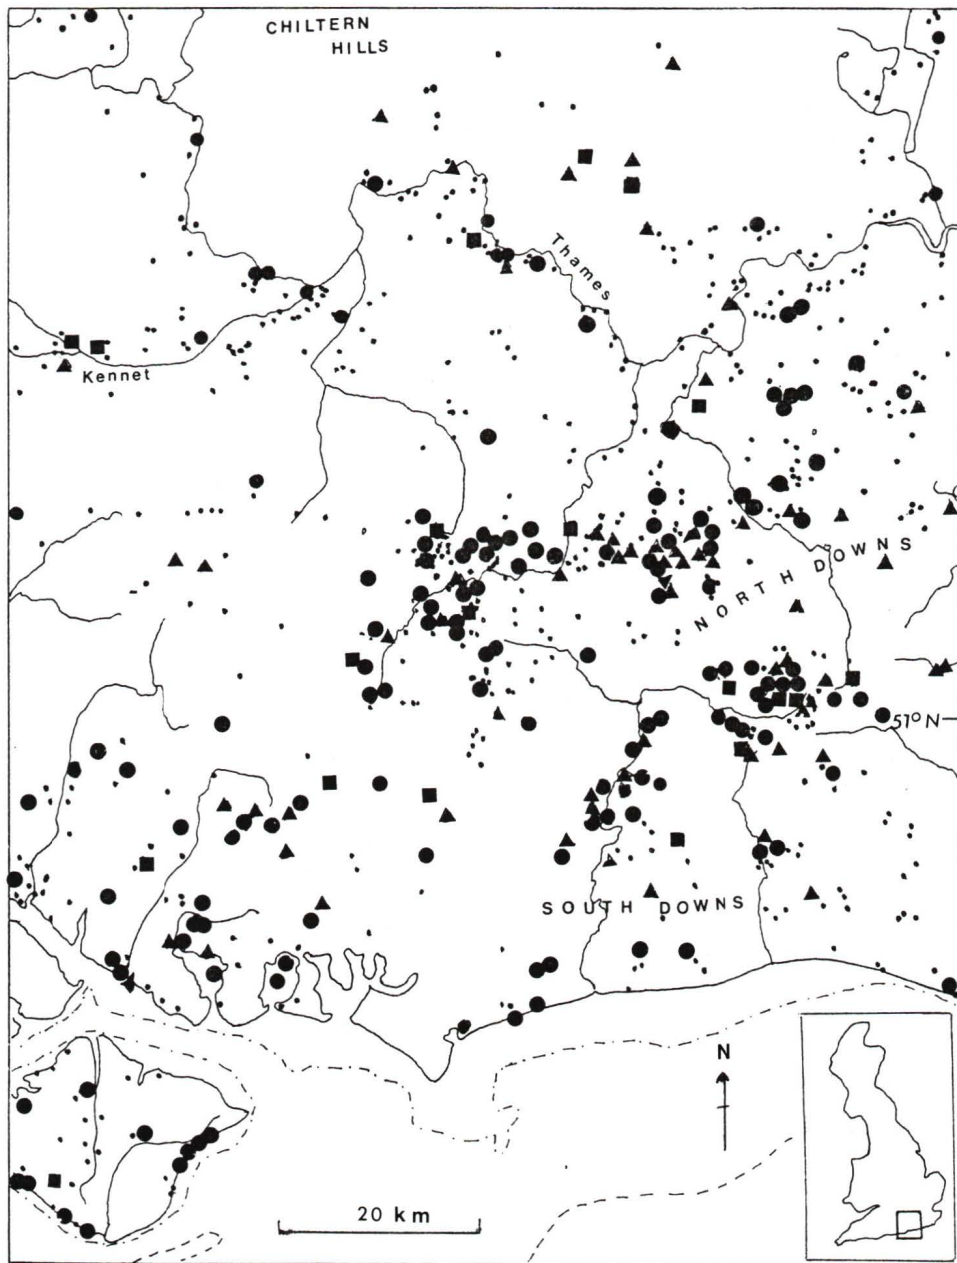 CHILTERN
HILLS
Thames
Kennet
NORTH DOWNS
51° N
SOUTH DOWNS
N
20 km